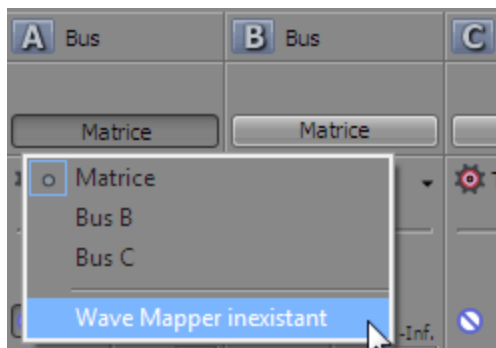 A Bus B Bus C
Matrice Matrice
Matrice
Bus B
Bus C
Wave Mapper inexistant
-Inf.